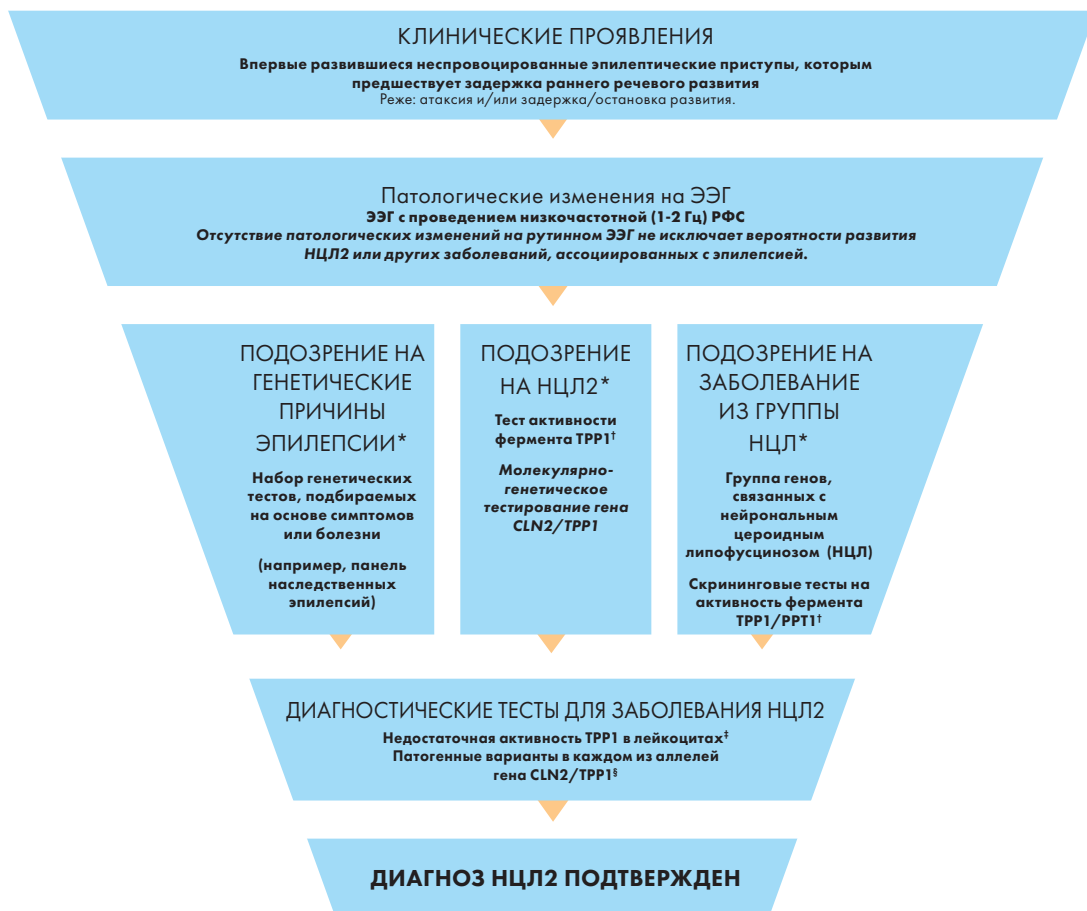 КЛИНИЧЕСКИЕ ПРОЯВЛЕНИЯ
Впервые развившиеся неспровоцированные эпилептические приступы, которым
предшествует задержка раннего речевого развития
Реже: атаксия и/или задержка/остановка развития.
Патологические изменения на ЭЭГ
ЭЭГ с проведением низкочастотной (1-2 Гц) РФС
Отсутствие патологических изменений на рутинном ЭЭГ не исключает вероятности развития
НЦЛ2 или других заболеваний, ассоциированных с эпилепсией.
ПОДОЗРЕНИЕ НА
ГЕНЕТИЧЕСКИЕ
ПРИЧИНЫ
ЭПИЛЕПСИИ*
Набор генетических
тестов, подбираемых
на основе симптомов
или болезни
(например, панель
наследственных
эпилепсий)
ПОДОЗРЕНИЕ
НА НЦЛ2*
Тест активности
фермента TPP1†
Молекулярно-
генетическое
тестирование гена
CLN2/TPP1
ПОДОЗРЕНИЕ НА
ЗАБОЛЕВАНИЕ
ИЗ ГРУППЫ
НЦЛ*
Группа генов,
связанных с
нейрональным
цероидным
липофусцинозом (НЦЛ)
Скрининговые тесты на
активность фермента
TPP1/PPT1†
ДИАГНОСТИЧЕСКИЕ ТЕСТЫ ДЛЯ ЗАБОЛЕВАНИЯ НЦЛ2
Недостаточная активность TPP1 в лейкоцитах‡
Патогенные варианты в каждом из аллелей
гена CLN2/TPP1§
ДИАГНОЗ НЦЛ2 ПОДТВЕРЖДЕН